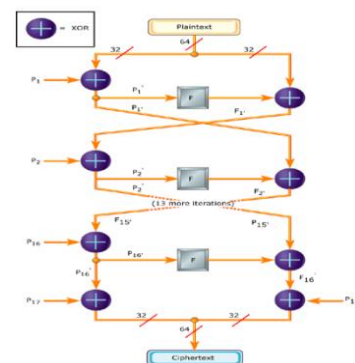 = XOR
Plaintext
64
32
32
P1
P1'
F
P1'
F1'
P2
P2'
F
P2'
F2'
(13 more iterations)
F15'
P15'
P16
P16'
F
P16'
F16'
P17
P1
32
32
64
Ciphertext